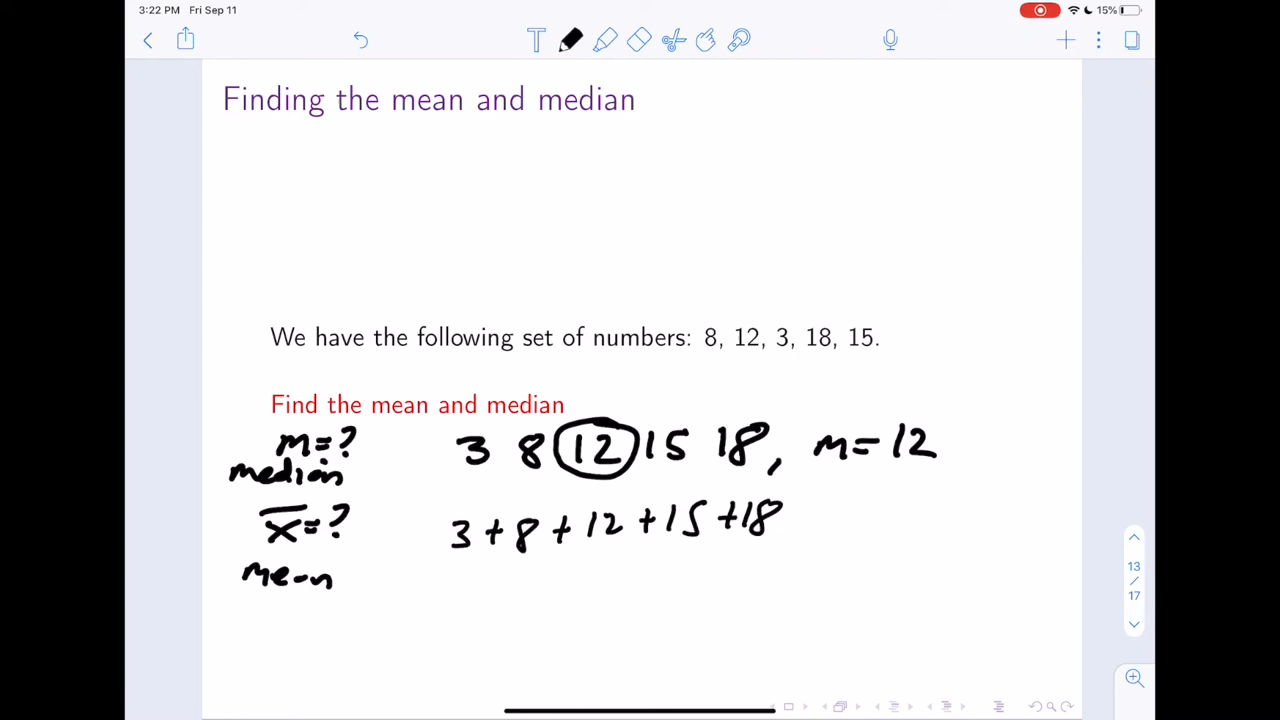 3:22 PM Fri Sep 11
15%
Finding the mean and median
We have the following set of numbers: 8, 12, 3, 18, 15.
Find the mean and median
m=? 3 8 12 15 18, m=12
median
x̅=? 3+8+12+15+18
mean
13
/
17